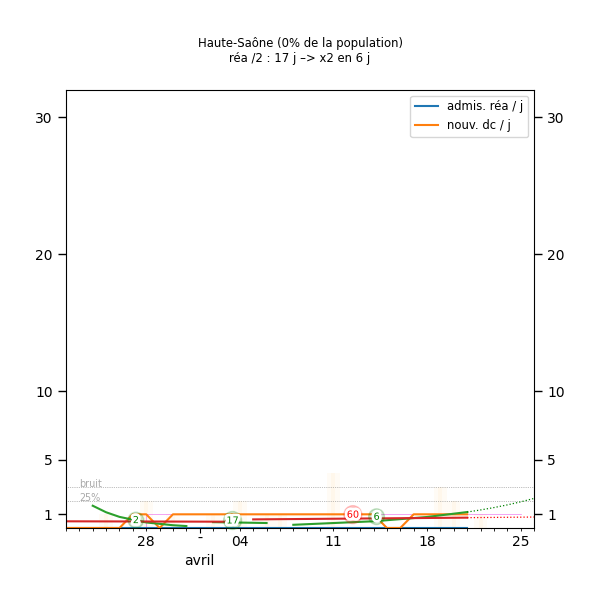 Haute-Saône (0% de la population)
réa /2 : 17 j –> x2 en 6 j
admis. réa / j
nouv. dc / j
30 30
20 20
10 10
5 5
bruit
25%
1 1
2 17 60 6
28 - 04 11 18 25
avril